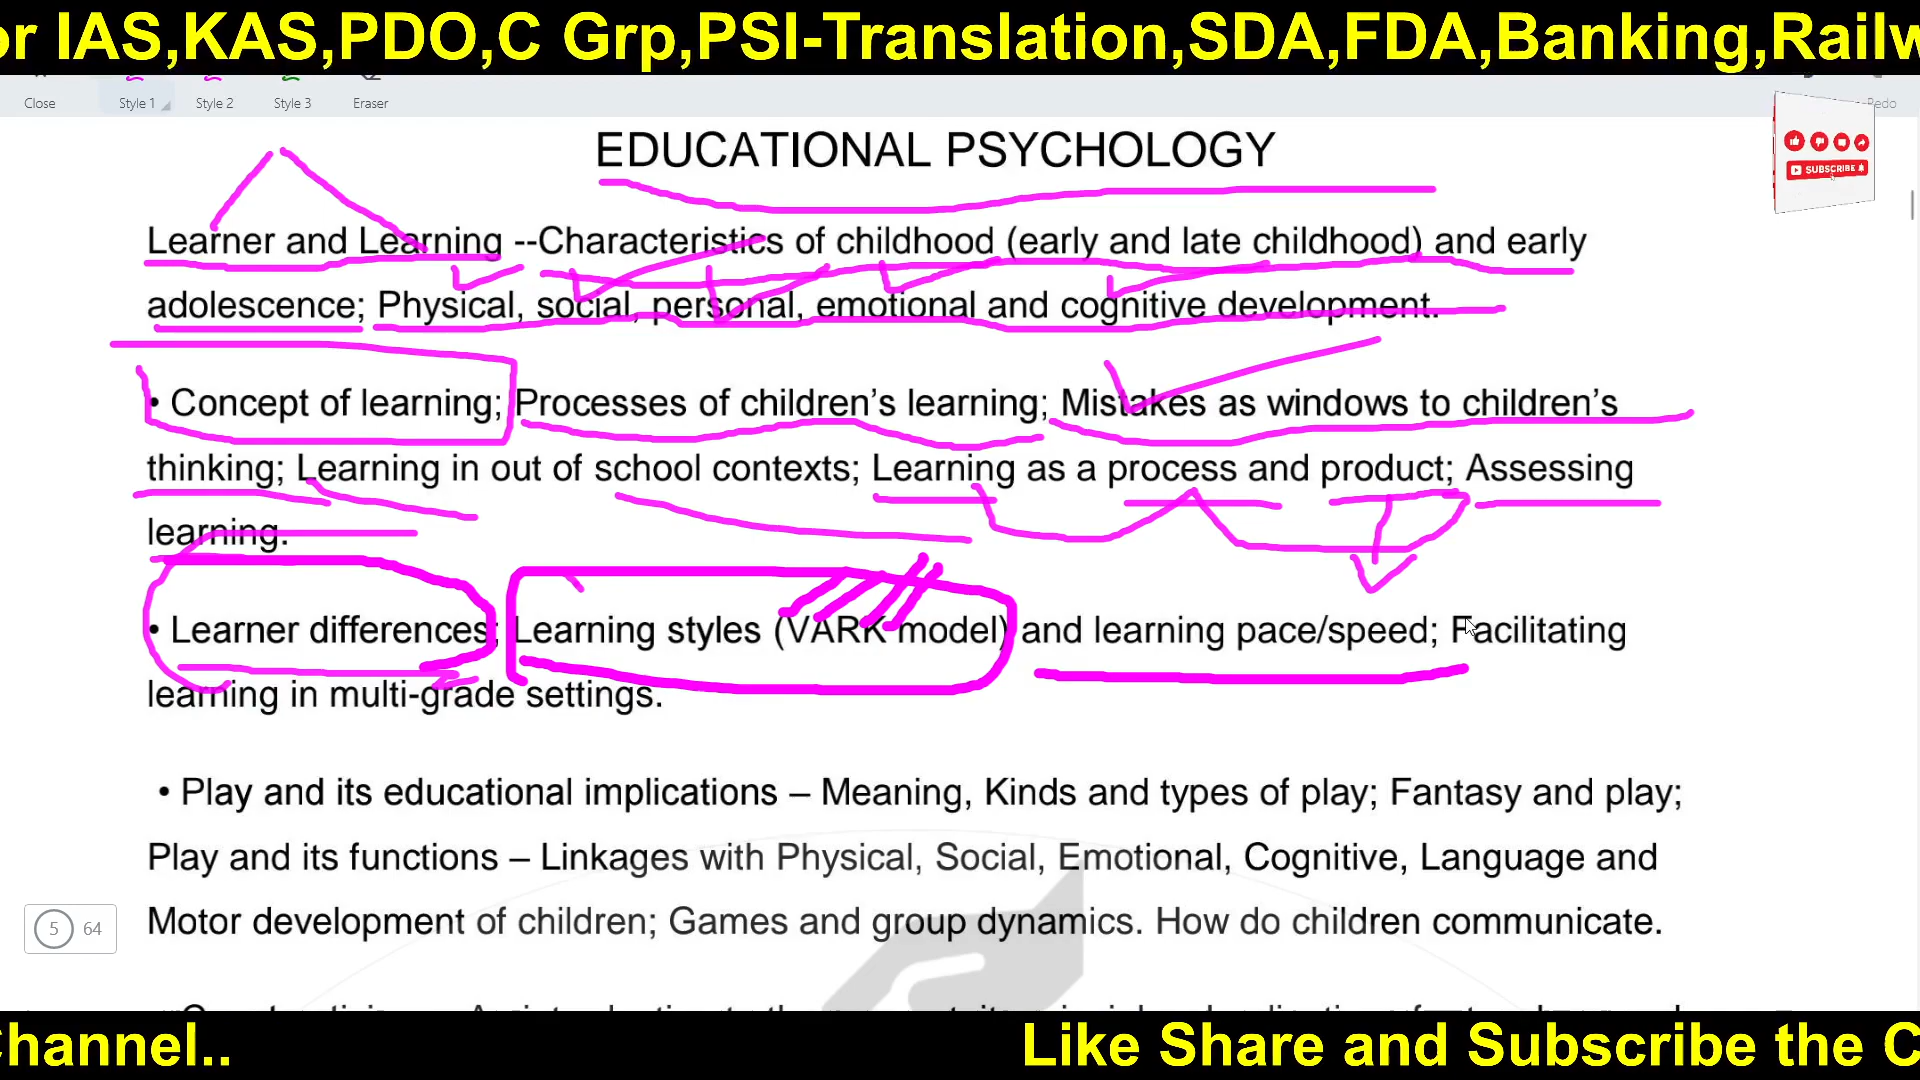 or IAS,KAS,PDO,C Grp,PSI-Translation,SDA,FDA,Banking,Railw
Close Style 1 Style 2 Style 3 Eraser Redo
SUBSCRIBE
EDUCATIONAL PSYCHOLOGY
Learner and Learning --Characteristics of childhood (early and late childhood) and early
adolescence; Physical, social, personal, emotional and cognitive development.
• Concept of learning; Processes of children’s learning; Mistakes as windows to children’s
thinking; Learning in out of school contexts; Learning as a process and product; Assessing
learning.
• Learner differences; Learning styles (VARK model) and learning pace/speed; Facilitating
learning in multi-grade settings.
• Play and its educational implications – Meaning, Kinds and types of play; Fantasy and play;
Play and its functions – Linkages with Physical, Social, Emotional, Cognitive, Language and
Motor development of children; Games and group dynamics. How do children communicate.
5 64
Channel.. Like Share and Subscribe the C